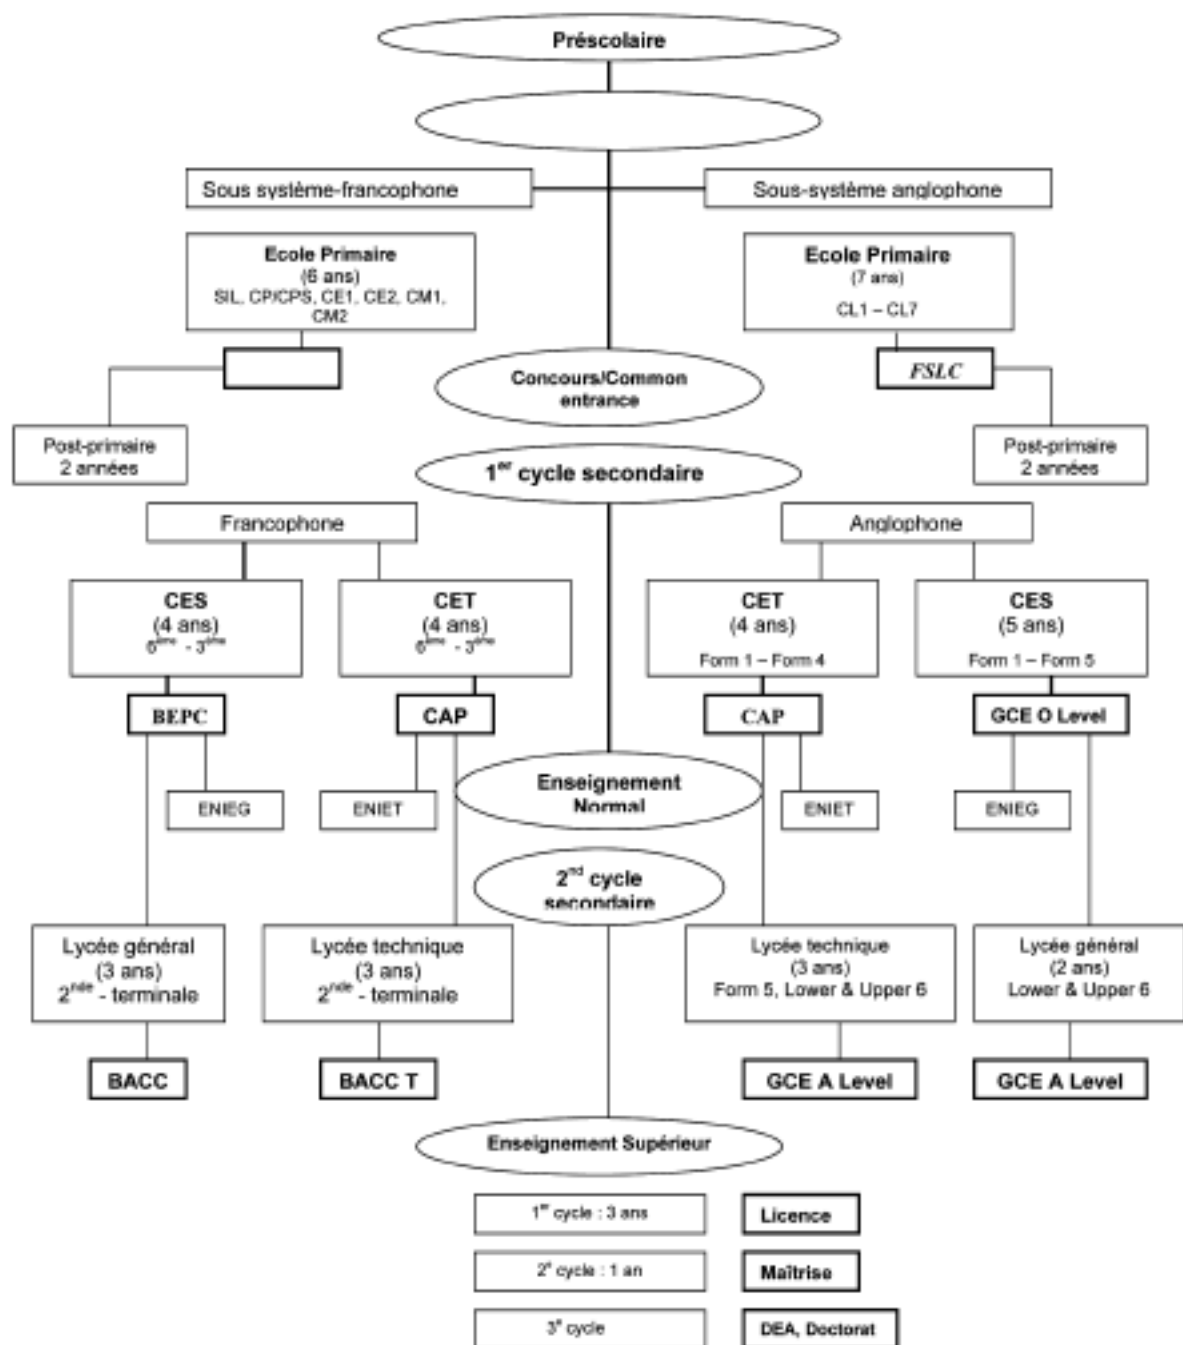 Préscolaire
Sous système-francophone
Sous-système anglophone
Ecole Primaire
(6 ans)
SIL, CP/CPS, CE1, CE2, CM1,
CM2
Ecole Primaire
(7 ans)
CL1 – CL7
Concours/Common
entrance
FSLC
Post-primaire
2 années
Post-primaire
2 années
1er cycle secondaire
Francophone
Anglophone
CES
(4 ans)
6ème - 3ème
CET
(4 ans)
6ème - 3ème
CET
(4 ans)
Form 1 – Form 4
CES
(5 ans)
Form 1 – Form 5
BEPC
CAP
CAP
GCE O Level
Enseignement
Normal
ENIEG
ENIET
ENIET
ENIEG
2nd cycle
secondaire
Lycée général
(3 ans)
2nde - terminale
Lycée technique
(3 ans)
2nde - terminale
Lycée technique
(3 ans)
Form 5, Lower & Upper 6
Lycée général
(2 ans)
Lower & Upper 6
BACC
BACC T
GCE A Level
GCE A Level
Enseignement Supérieur
1er cycle : 3 ans
Licence
2e cycle : 1 an
Maîtrise
3e cycle
DEA, Doctorat